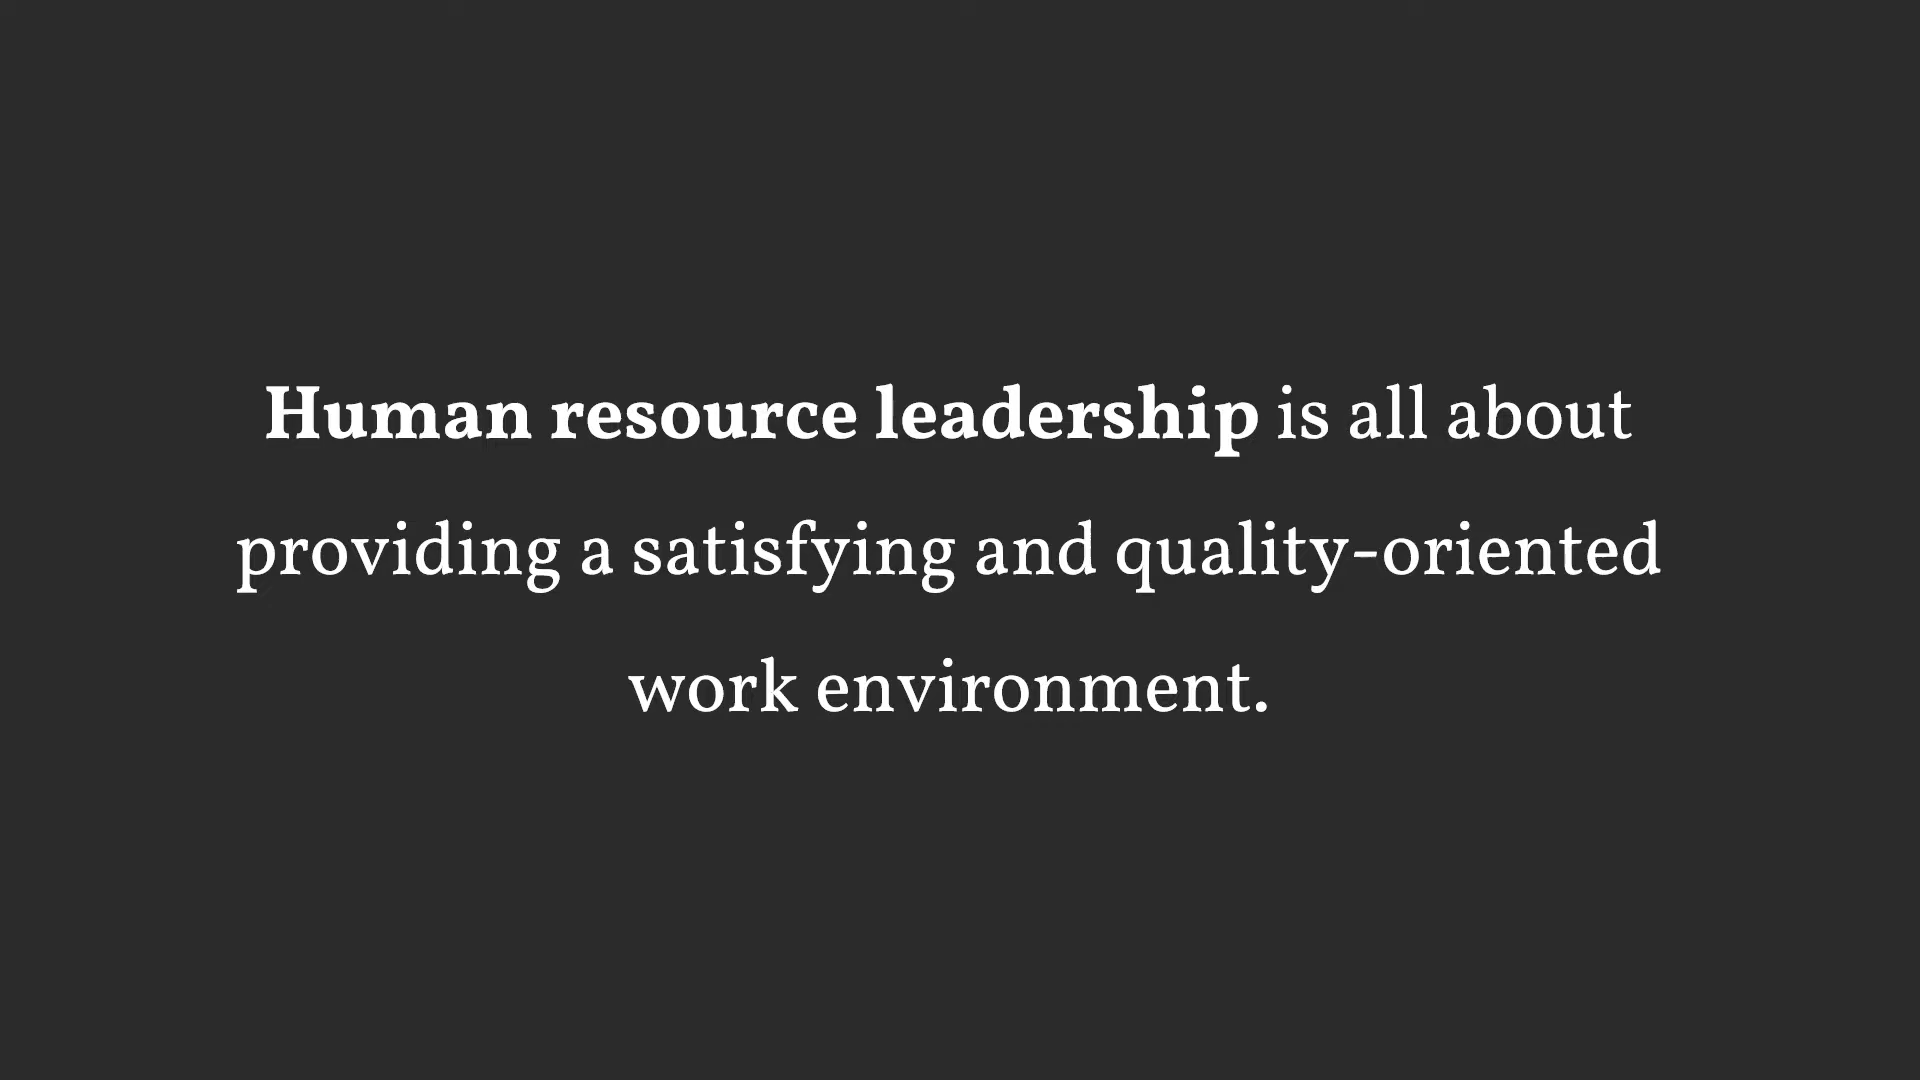 Human resource leadership is all about
providing a satisfying and quality-oriented
work environment.